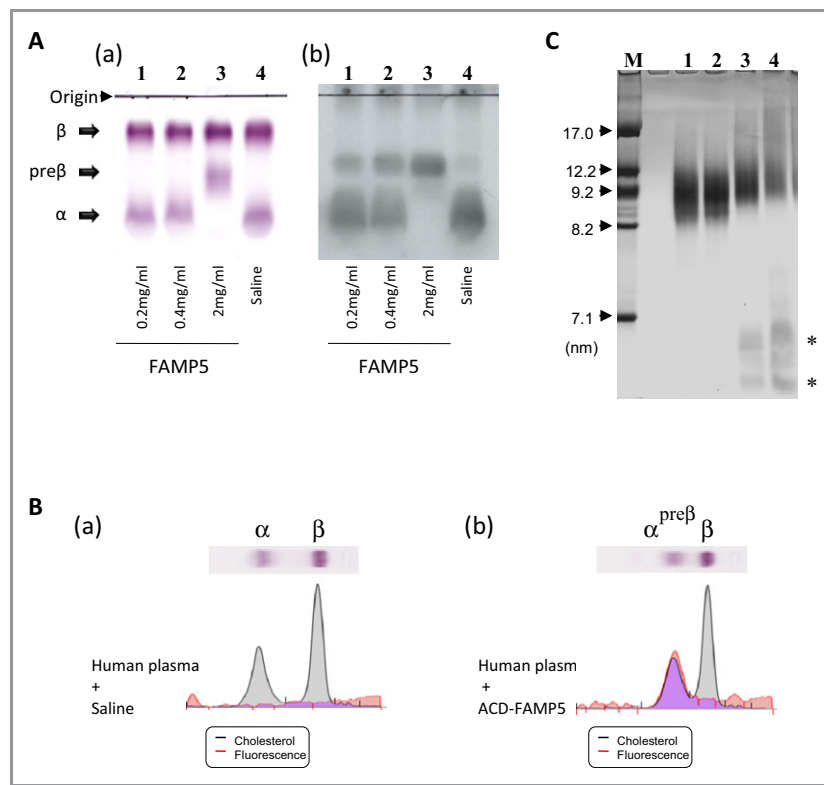 A
(a)
1 2 3 4
Origin
β
preβ
α
0.2mg/ml
0.4mg/ml
2mg/ml
Saline
FAMP5
(b)
1 2 3 4
0.2mg/ml
0.4mg/ml
2mg/ml
Saline
FAMP5
C
M 1 2 3 4
17.0
12.2
9.2
8.2
7.1
(nm)
*
*
B
(a)
α β
Human plasma
+
Saline
Cholesterol
Fluorescence
(b)
α preβ β
Human plasm
+
ACD-FAMP5
Cholesterol
Fluorescence